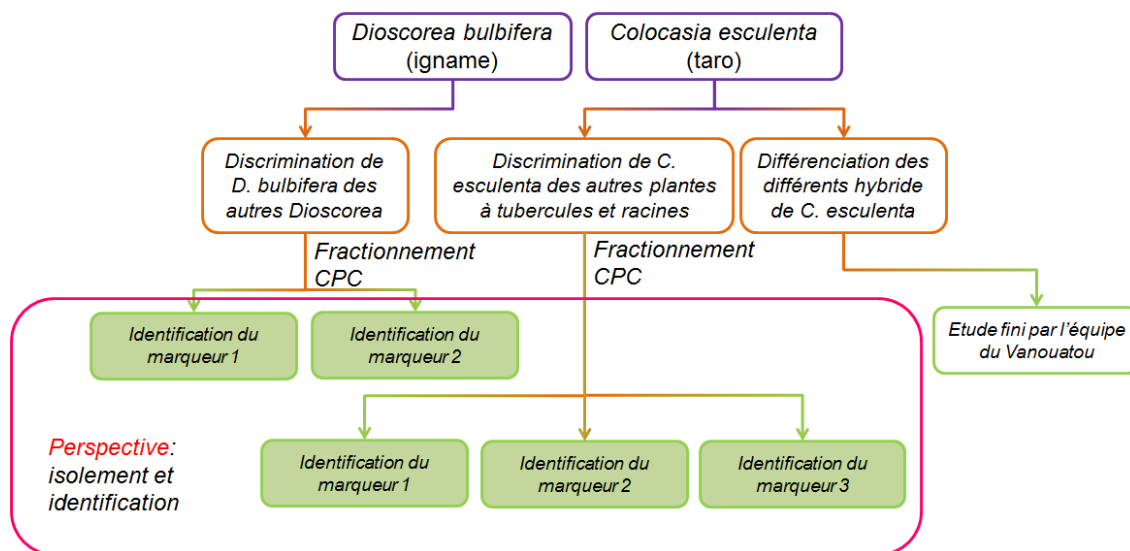 Dioscorea bulbifera
(igname)
Colocasia esculenta
(taro)
Discrimination de
D. bulbifera des
autres Dioscorea
Discrimination de C.
esculenta des autres plantes
à tubercules et racines
Différenciation des
différents hybride
de C. esculenta
Fractionnement
CPC
Fractionnement
CPC
Identification du
marqueur 1
Identification du
marqueur 2
Etude fini par l'équipe
du Vanouatou
Perspective:
isolement et
identification
Identification du
marqueur 1
Identification du
marqueur 2
Identification du
marqueur 3